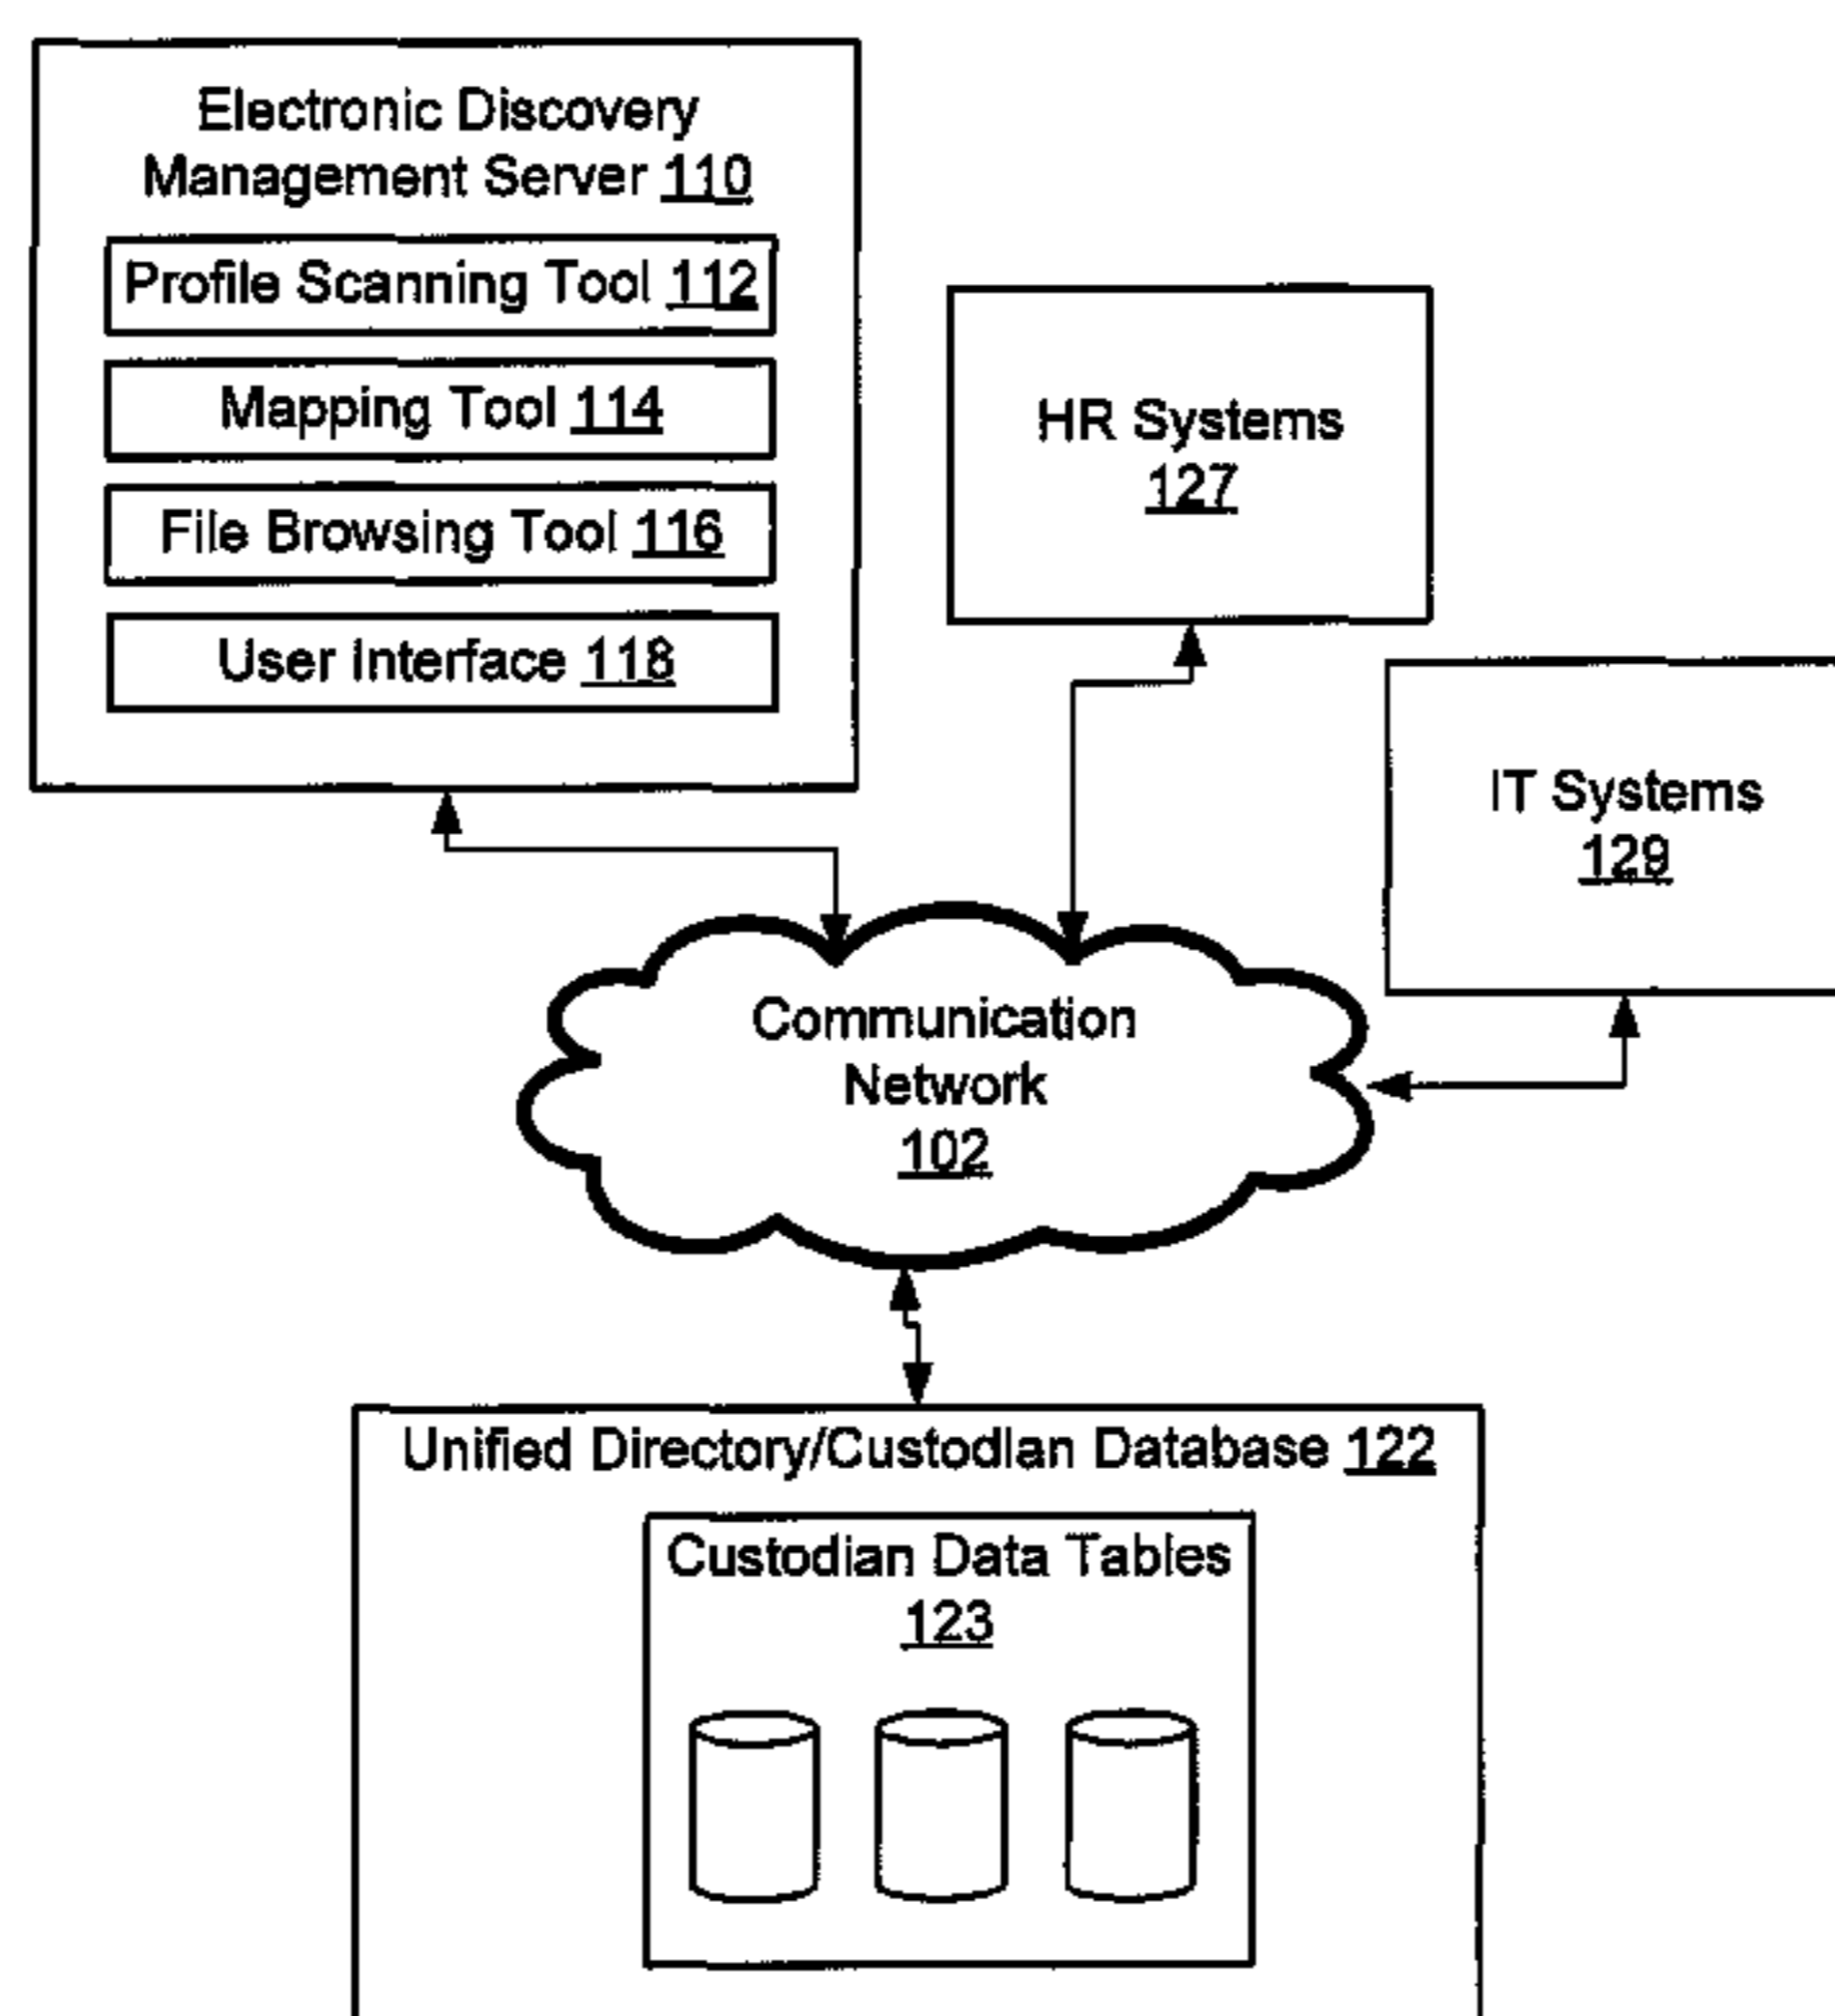 Electronic Discovery
Management Server 110
Profile Scanning Tool 112
Mapping Tool 114
File Browsing Tool 116
User Interface 118
HR Systems
127
IT Systems
129
Communication
Network
102
Unified Directory/Custodian Database 122
Custodian Data Tables
123